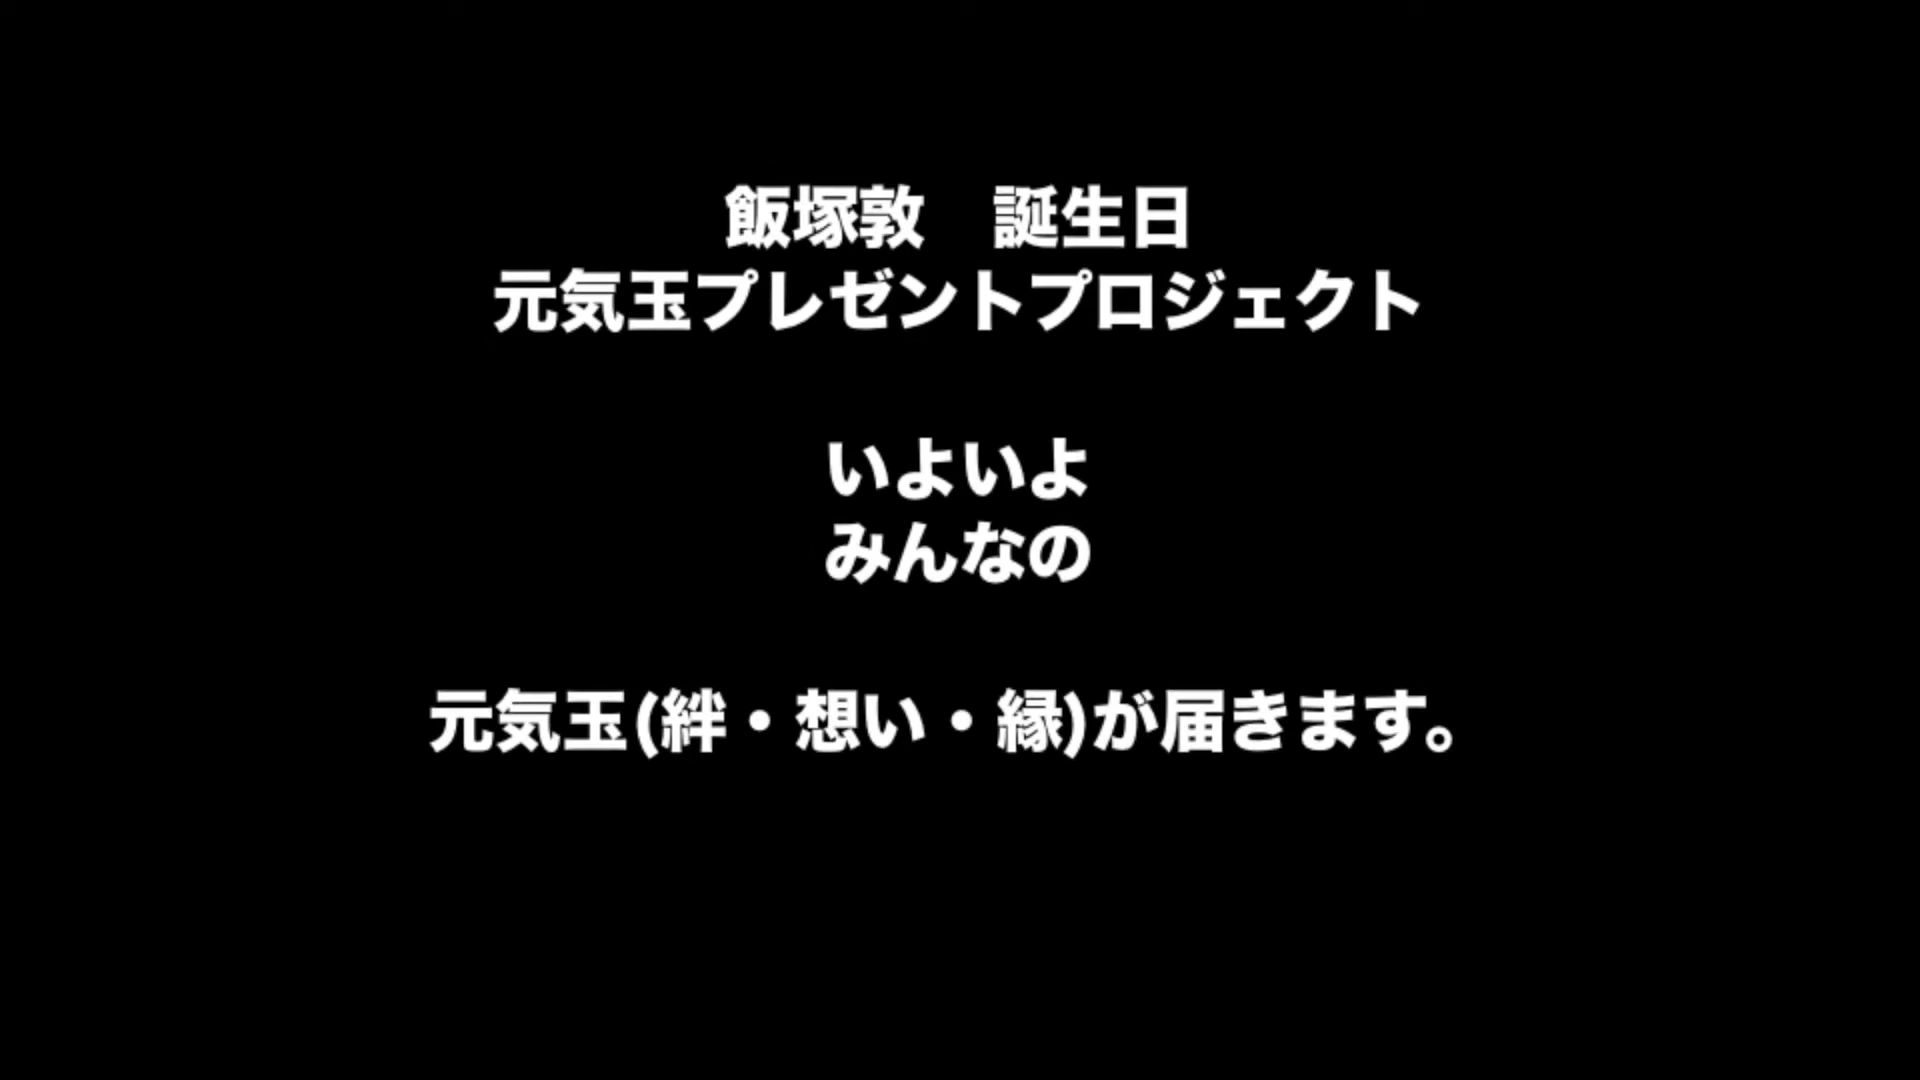 飯塚敦　誕生日
元気玉プレゼントプロジェクト
いよいよ
みんなの
元気玉(絆・想い・縁)が届きます。